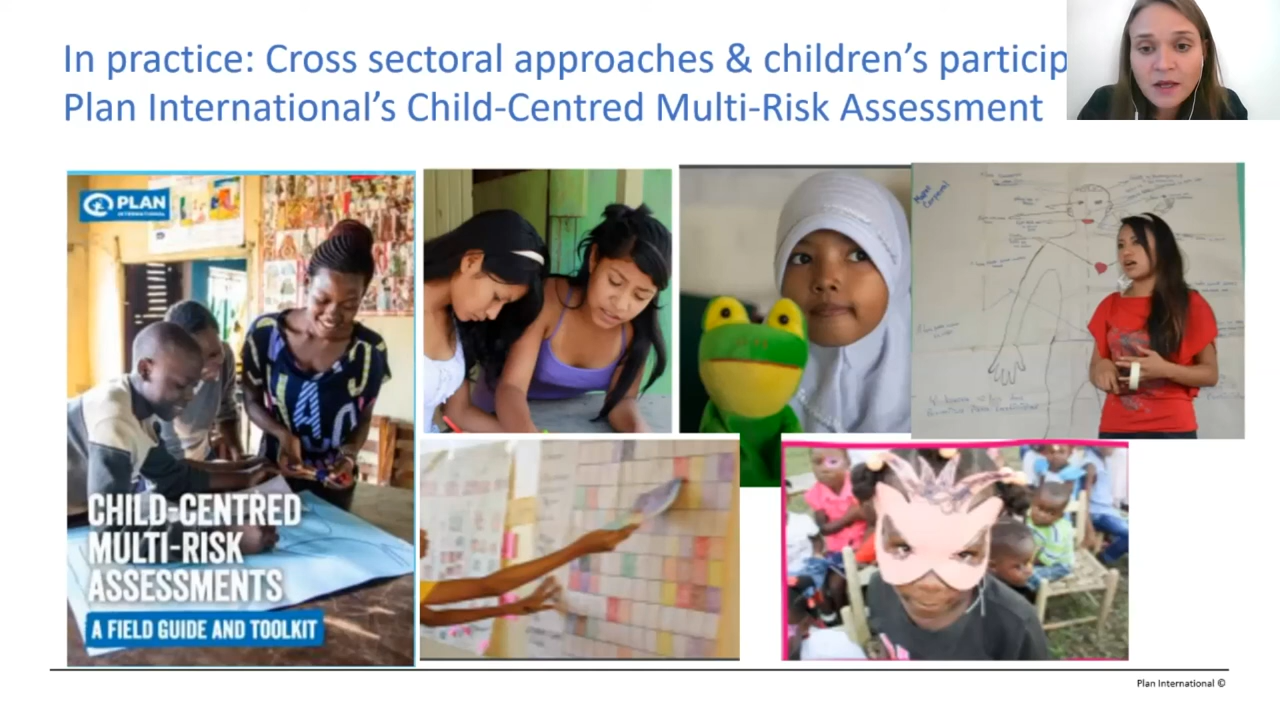 In practice: Cross sectoral approaches & children's particip
Plan International's Child-Centred Multi-Risk Assessment
PLAN
INTERNATIONAL
CHILD-CENTRED
MULTI-RISK
ASSESSMENTS
A FIELD GUIDE AND TOOLKIT
Plan International ©